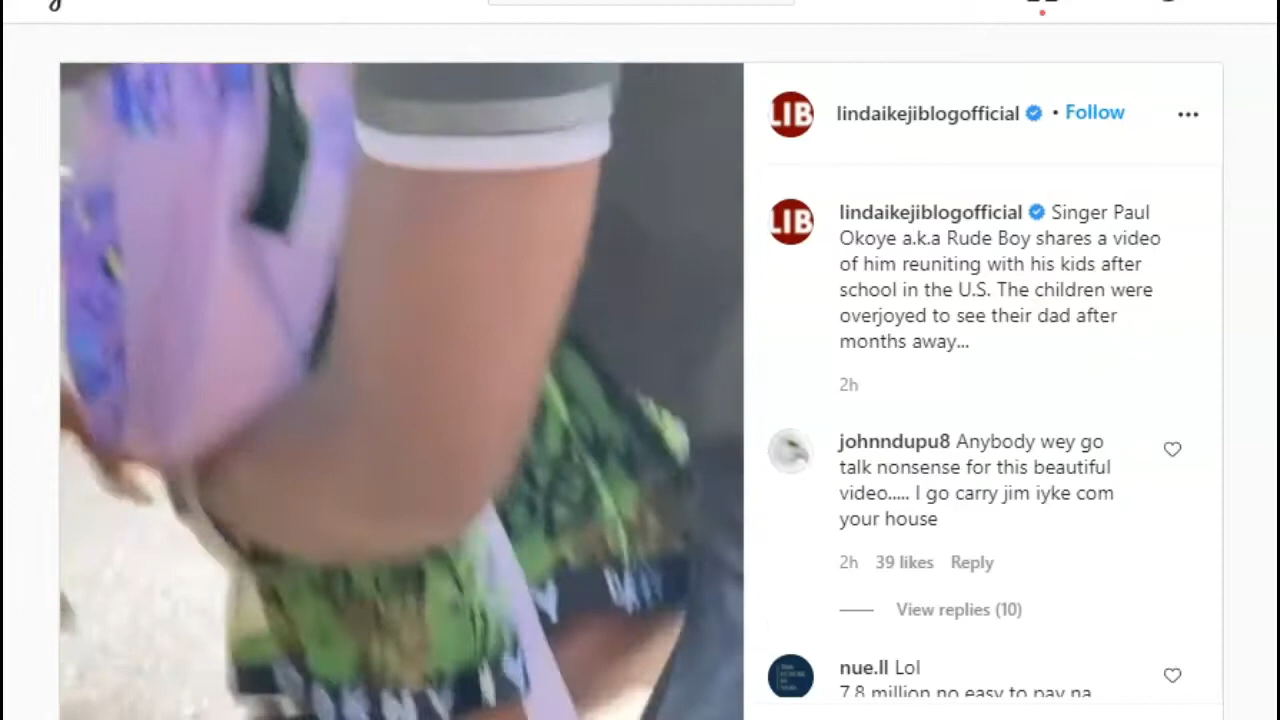 LIB lindaikejiblogofficial • Follow •••
LIB lindaikejiblogofficial Singer Paul
Okoye a.k.a Rude Boy shares a video
of him reuniting with his kids after
school in the U.S. The children were
overjoyed to see their dad after
months away...
2h
johnndupu8 Anybody wey go
talk nonsense for this beautiful
video..... I go carry jim iyke com
your house
2h 39 likes Reply
View replies (10)
nue.ll Lol
7.8 million no easy to pay na